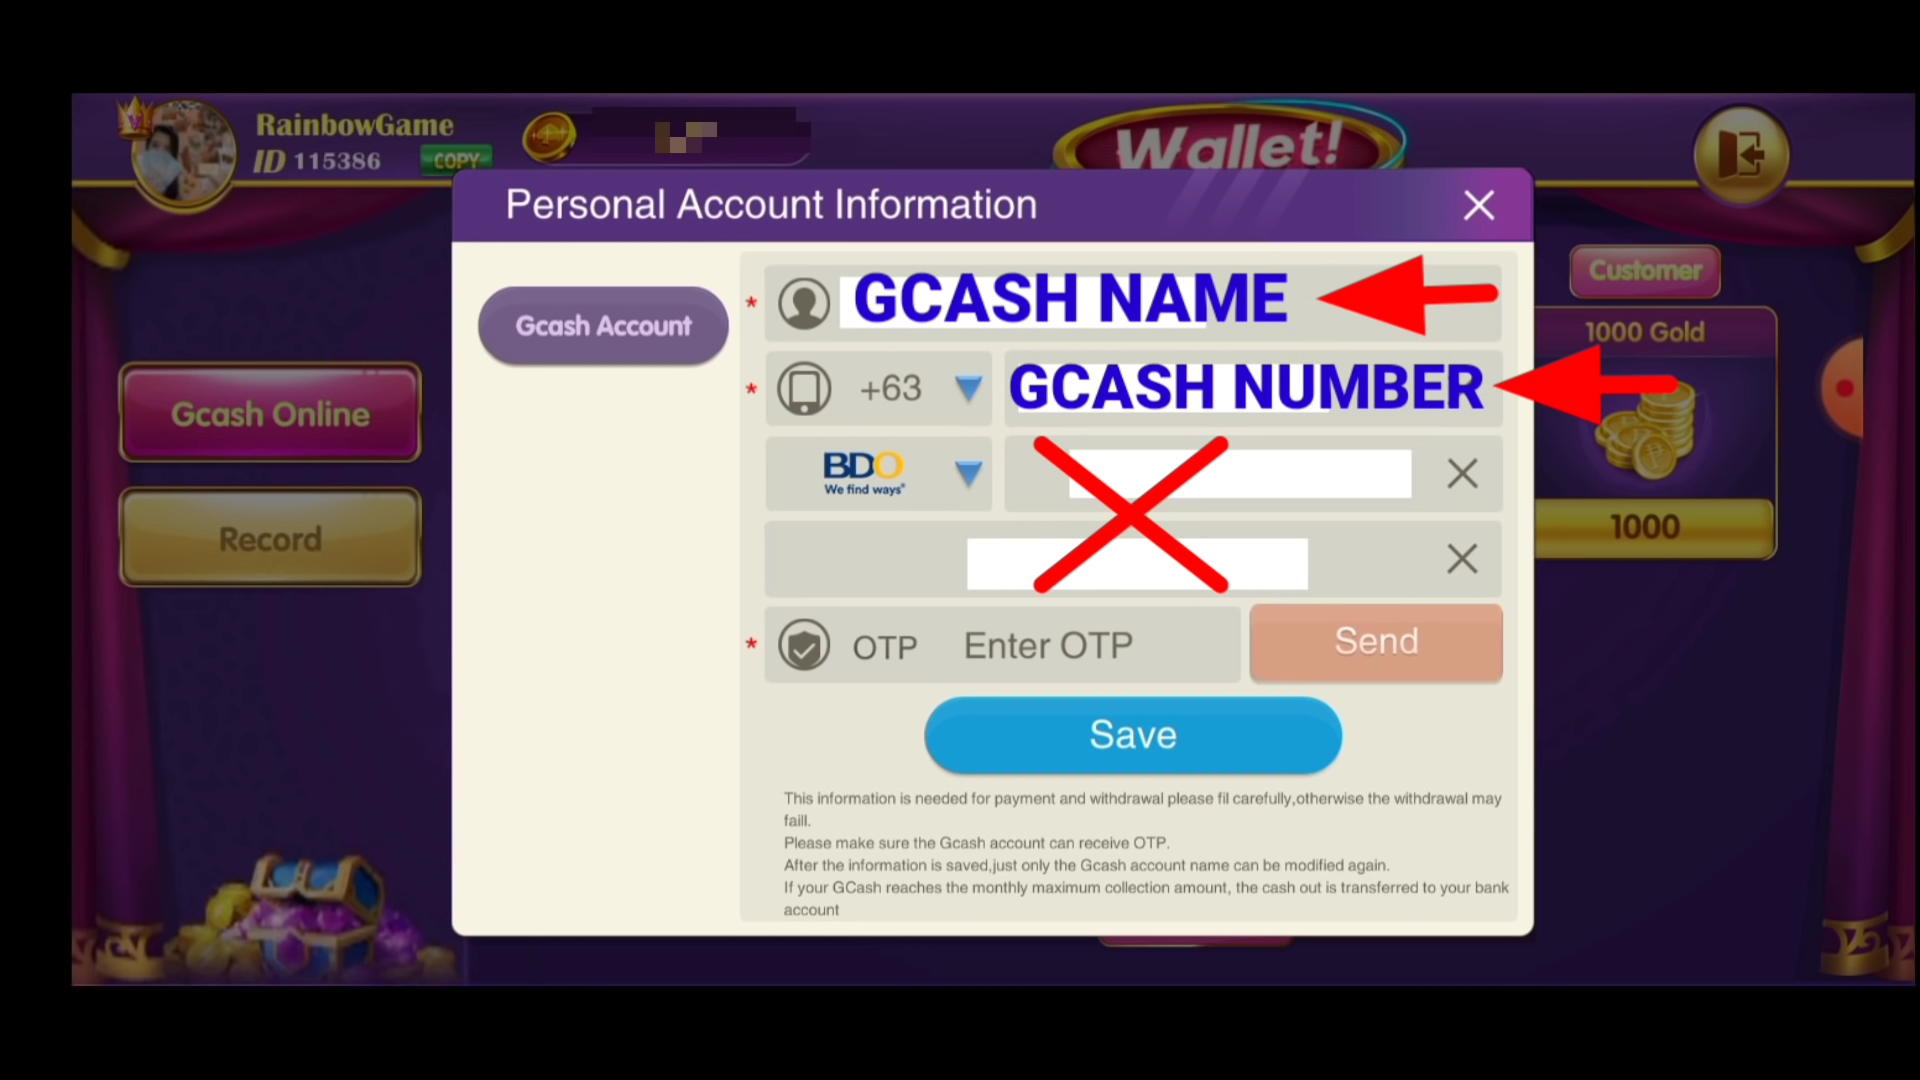 RainbowGame
ID 115386
COPY
Wallet!
Personal Account Information
Customer
Gcash Account
* GCASH NAME
1000 Gold
* +63 GCASH NUMBER
Gcash Online
BDO
We find ways
Record
1000
* OTP Enter OTP Send
Save
This information is needed for payment and withdrawal please fil carefully,otherwise the withdrawal may
faill.
Please make sure the Gcash account can receive OTP.
After the information is saved,just only the Gcash account name can be modified again.
If your GCash reaches the monthly maximum collection amount, the cash out is transferred to your bank
account